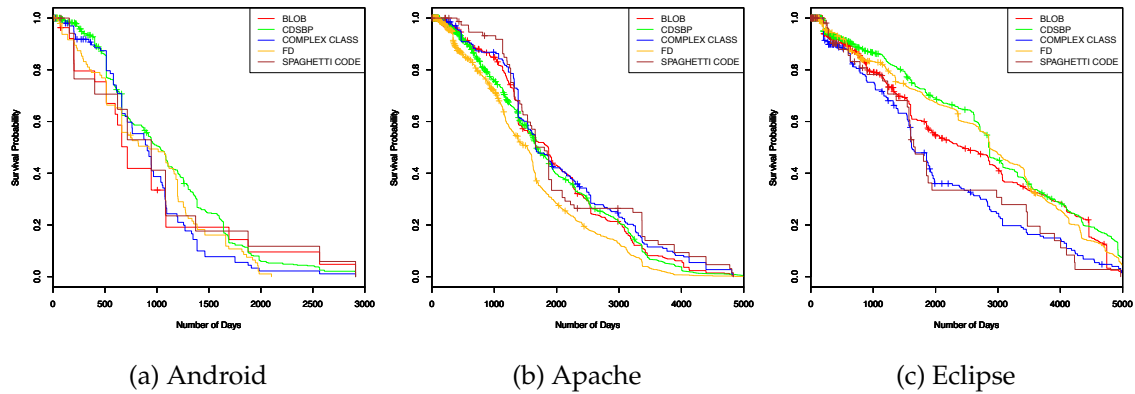 BLOB
CDSBP
COMPLEX CLASS
FD
SPAGHETTI CODE
Survival Probability
1.0
0.8
0.6
0.4
0.2
0.0
0 500 1000 1500 2000 2500 3000
Number of Days
(a) Android
BLOB
CDSBP
COMPLEX CLASS
FD
SPAGHETTI CODE
Survival Probability
1.0
0.8
0.6
0.4
0.2
0.0
0 1000 2000 3000 4000 5000
Number of Days
(b) Apache
BLOB
CDSBP
COMPLEX CLASS
FD
SPAGHETTI CODE
Survival Probability
1.0
0.8
0.6
0.4
0.2
0.0
0 1000 2000 3000 4000 5000
Number of Days
(c) Eclipse